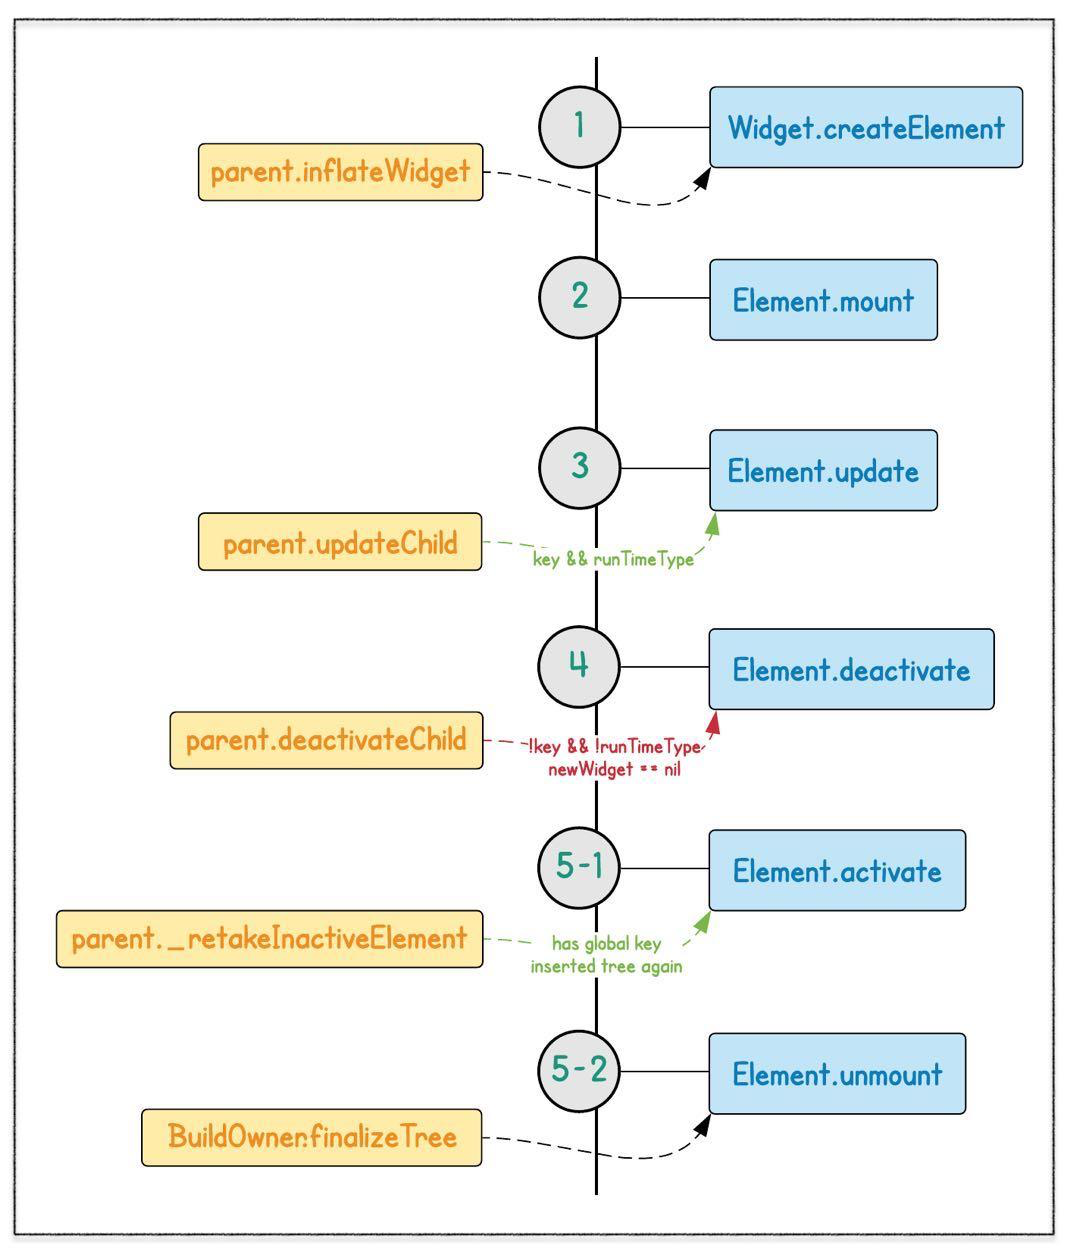 1
Widget.createElement
parent.inflateWidget
2
Element.mount
3
Element.update
parent.updateChild
key && runTimeType
4
Element.deactivate
parent.deactivateChild
!key && !runTimeType
newWidget == nil
5-1
Element.activate
parent._retakeInactiveElement
has global key
inserted tree again
5-2
Element.unmount
BuildOwner.finalizeTree